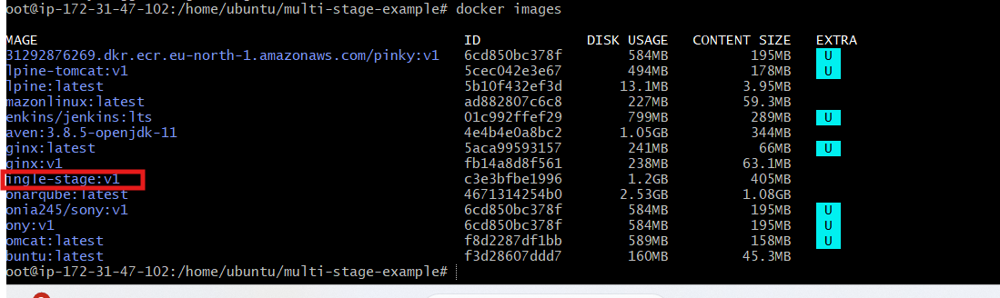 oot@ip-172-31-47-102:/home/ubuntu/multi-stage-example# docker images
MAGE ID DISK USAGE CONTENT SIZE EXTRA
31292876269.dkr.ecr.eu-north-1.amazonaws.com/pinky:v1 6cd850bc378f 584MB 195MB U
lpine-tomcat:v1 5cec042e3e67 494MB 178MB U
lpine:latest 5b10f432ef3d 13.1MB 3.95MB
mazonlinux:latest ad882807c6c8 227MB 59.3MB
enkins/jenkins:lts 01c992ffef29 799MB 289MB U
aven:3.8.5-openjdk-11 4e4b4e0a8bc2 1.05GB 344MB
ginx:latest 5aca99593157 241MB 66MB U
ginx:v1 fb14a8d8f561 238MB 63.1MB
ingle-stage:v1 c3e3bfbe1996 1.2GB 405MB
onarqube:latest 4671314254b0 2.53GB 1.08GB
onia245/sony:v1 6cd850bc378f 584MB 195MB U
ony:v1 6cd850bc378f 584MB 195MB U
omcat:latest f8d2287df1bb 589MB 158MB U
buntu:latest f3d28607ddd7 160MB 45.3MB
oot@ip-172-31-47-102:/home/ubuntu/multi-stage-example#